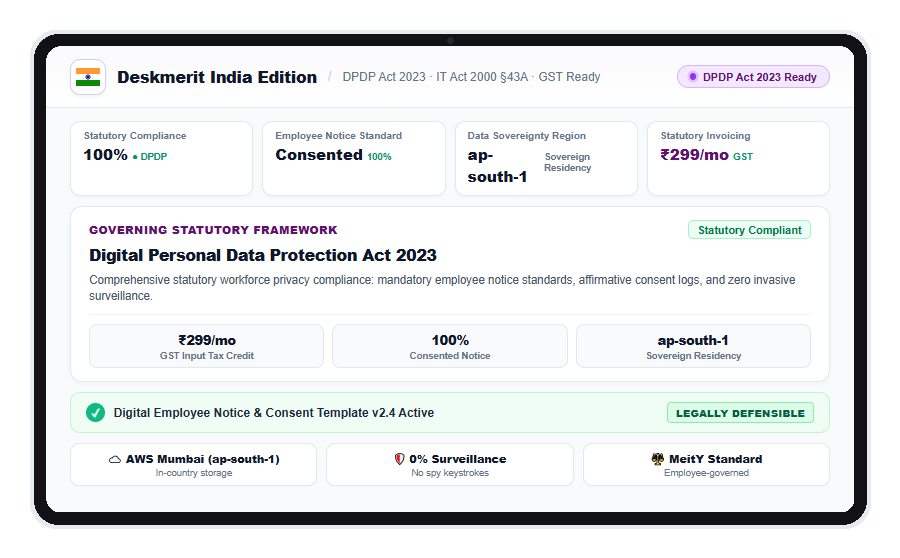 Deskmerit India Edition / DPDP Act 2023 · IT Act 2000 §43A · GST Ready
DPDP Act 2023 Ready
Statutory Compliance
100% ● DPDP
Employee Notice Standard
Consented 100%
Data Sovereignty Region
ap-
south-1
Sovereign
Residency
Statutory Invoicing
₹299/mo GST
GOVERNING STATUTORY FRAMEWORK
Statutory Compliant
Digital Personal Data Protection Act 2023
Comprehensive statutory workforce privacy compliance: mandatory employee notice standards, affirmative consent logs, and zero invasive
surveillance.
₹299/mo
GST Input Tax Credit
100%
Consented Notice
ap-south-1
Sovereign Residency
Digital Employee Notice & Consent Template v2.4 Active
LEGALLY DEFENSIBLE
AWS Mumbai (ap-south-1)
In-country storage
0% Surveillance
No spy keystrokes
MeitY Standard
Employee-governed